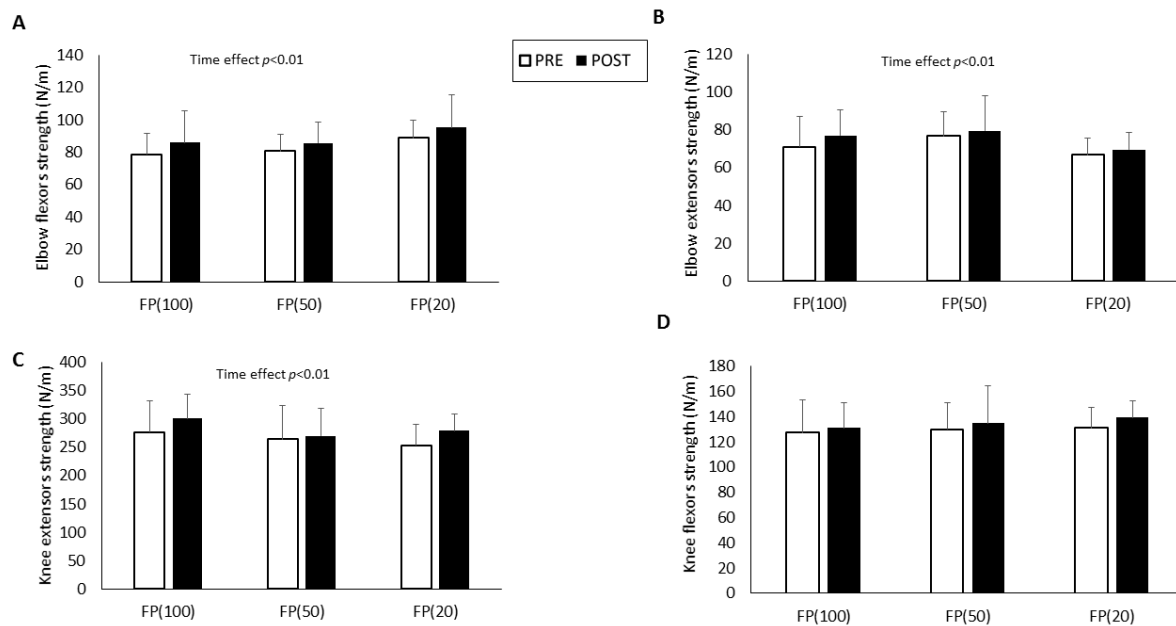 A
Elbow flexors strength (N/m)
140
120
100
80
60
40
20
0
Time effect p<0.01
FP(100) FP(50) FP(20)
PRE POST
B
Elbow extensors strength (N/m)
120
100
80
60
40
20
0
Time effect p<0.01
FP(100) FP(50) FP(20)
C
Knee extensors strength (N/m)
400
350
300
250
200
150
100
50
0
Time effect p<0.01
FP(100) FP(50) FP(20)
D
Knee flexors strength (N/m)
180
160
140
120
100
80
60
40
20
0
FP(100) FP(50) FP(20)